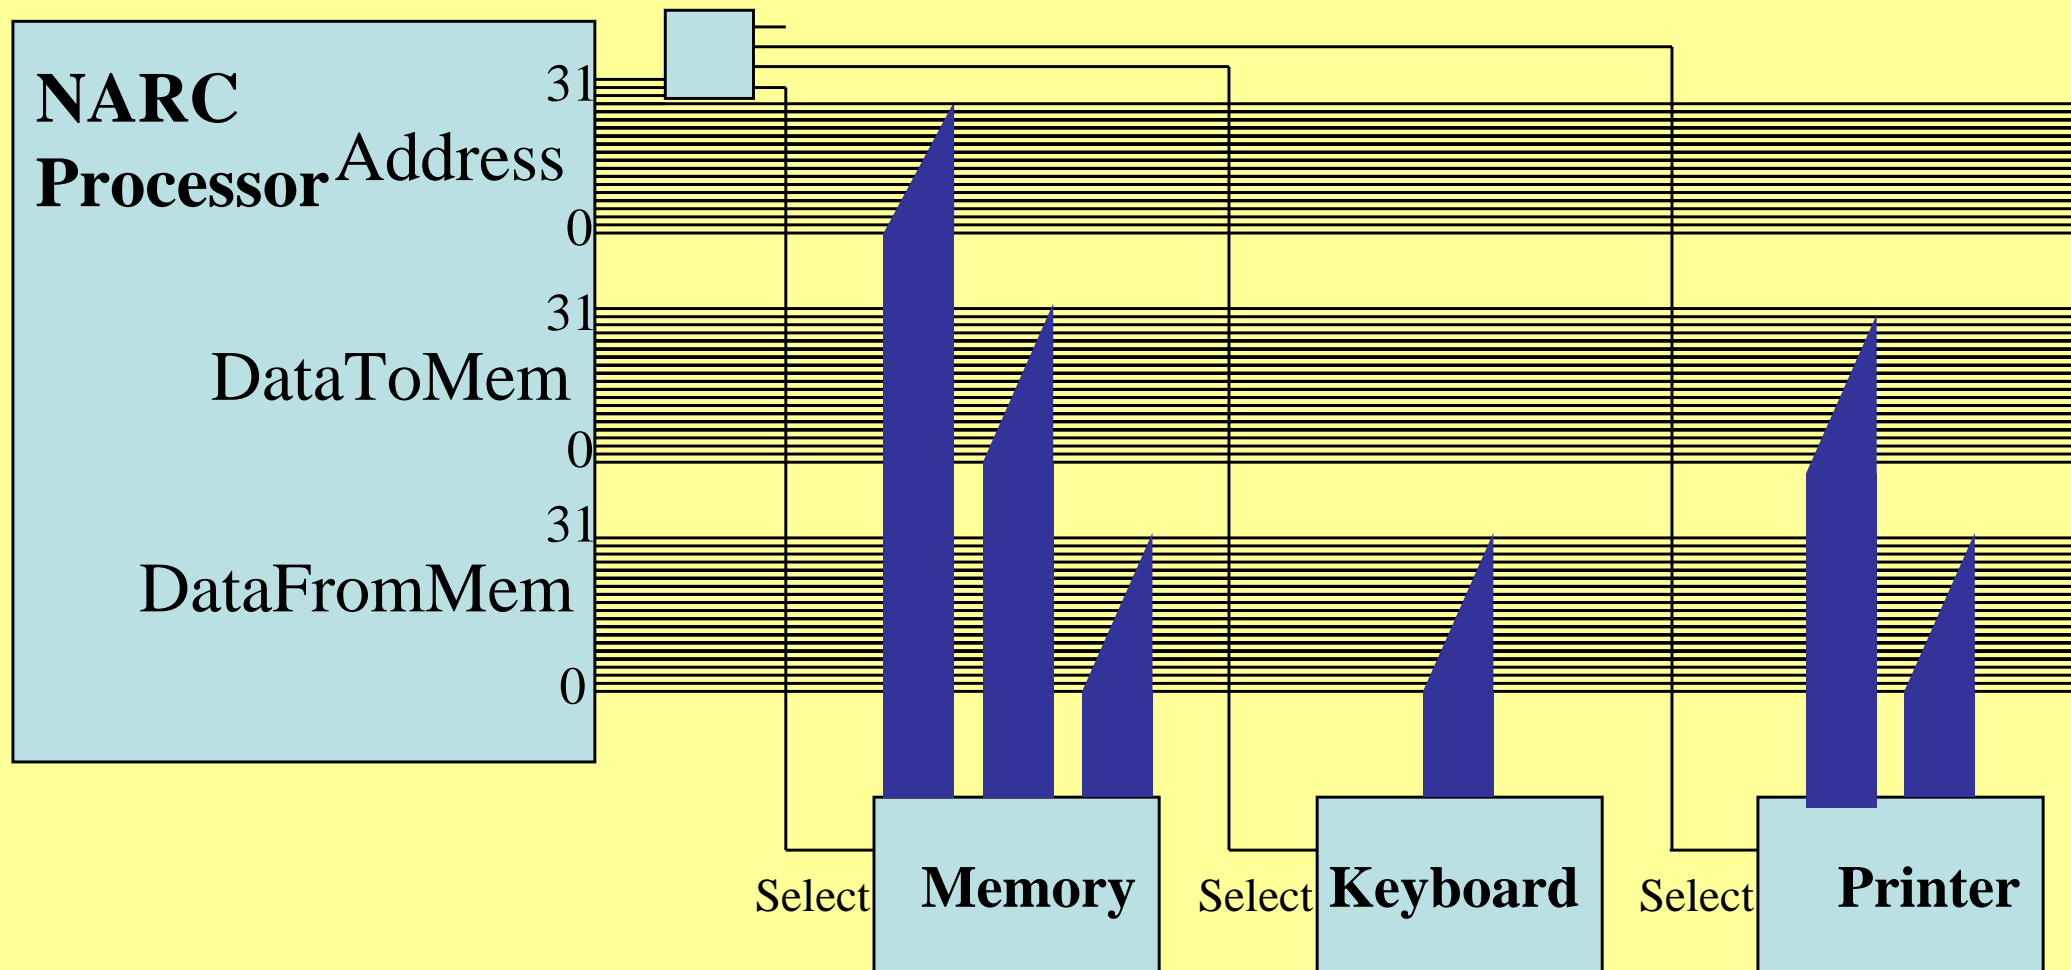 NARC
Processor
31
Address
0
31
DataToMem
0
31
DataFromMem
0
Select
Memory
Select
Keyboard
Select
Printer